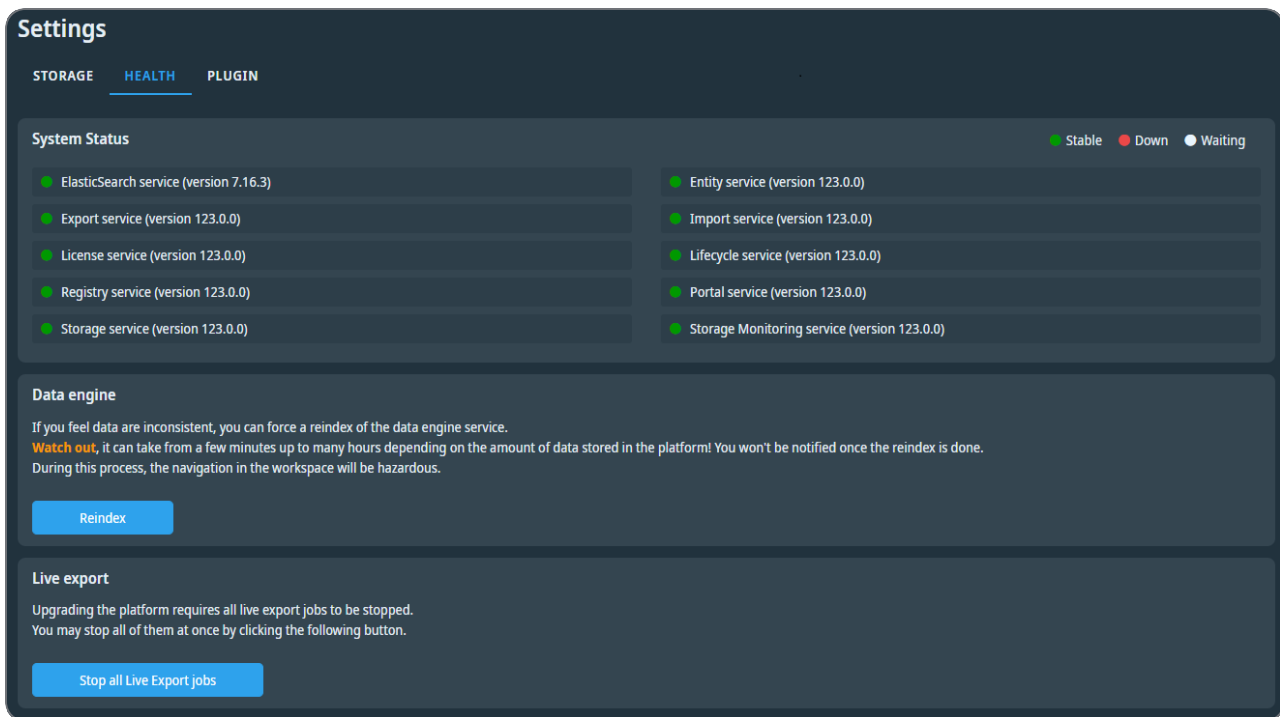 Settings
STORAGE HEALTH PLUGIN
System Status
Stable Down Waiting
ElasticSearch service (version 7.16.3)
Entity service (version 123.0.0)
Export service (version 123.0.0)
Import service (version 123.0.0)
License service (version 123.0.0)
Lifecycle service (version 123.0.0)
Registry service (version 123.0.0)
Portal service (version 123.0.0)
Storage service (version 123.0.0)
Storage Monitoring service (version 123.0.0)
Data engine
If you feel data are inconsistent, you can force a reindex of the data engine service.
Watch out, it can take from a few minutes up to many hours depending on the amount of data stored in the platform! You won't be notified once the reindex is done.
During this process, the navigation in the workspace will be hazardous.
Reindex
Live export
Upgrading the platform requires all live export jobs to be stopped.
You may stop all of them at once by clicking the following button.
Stop all Live Export jobs